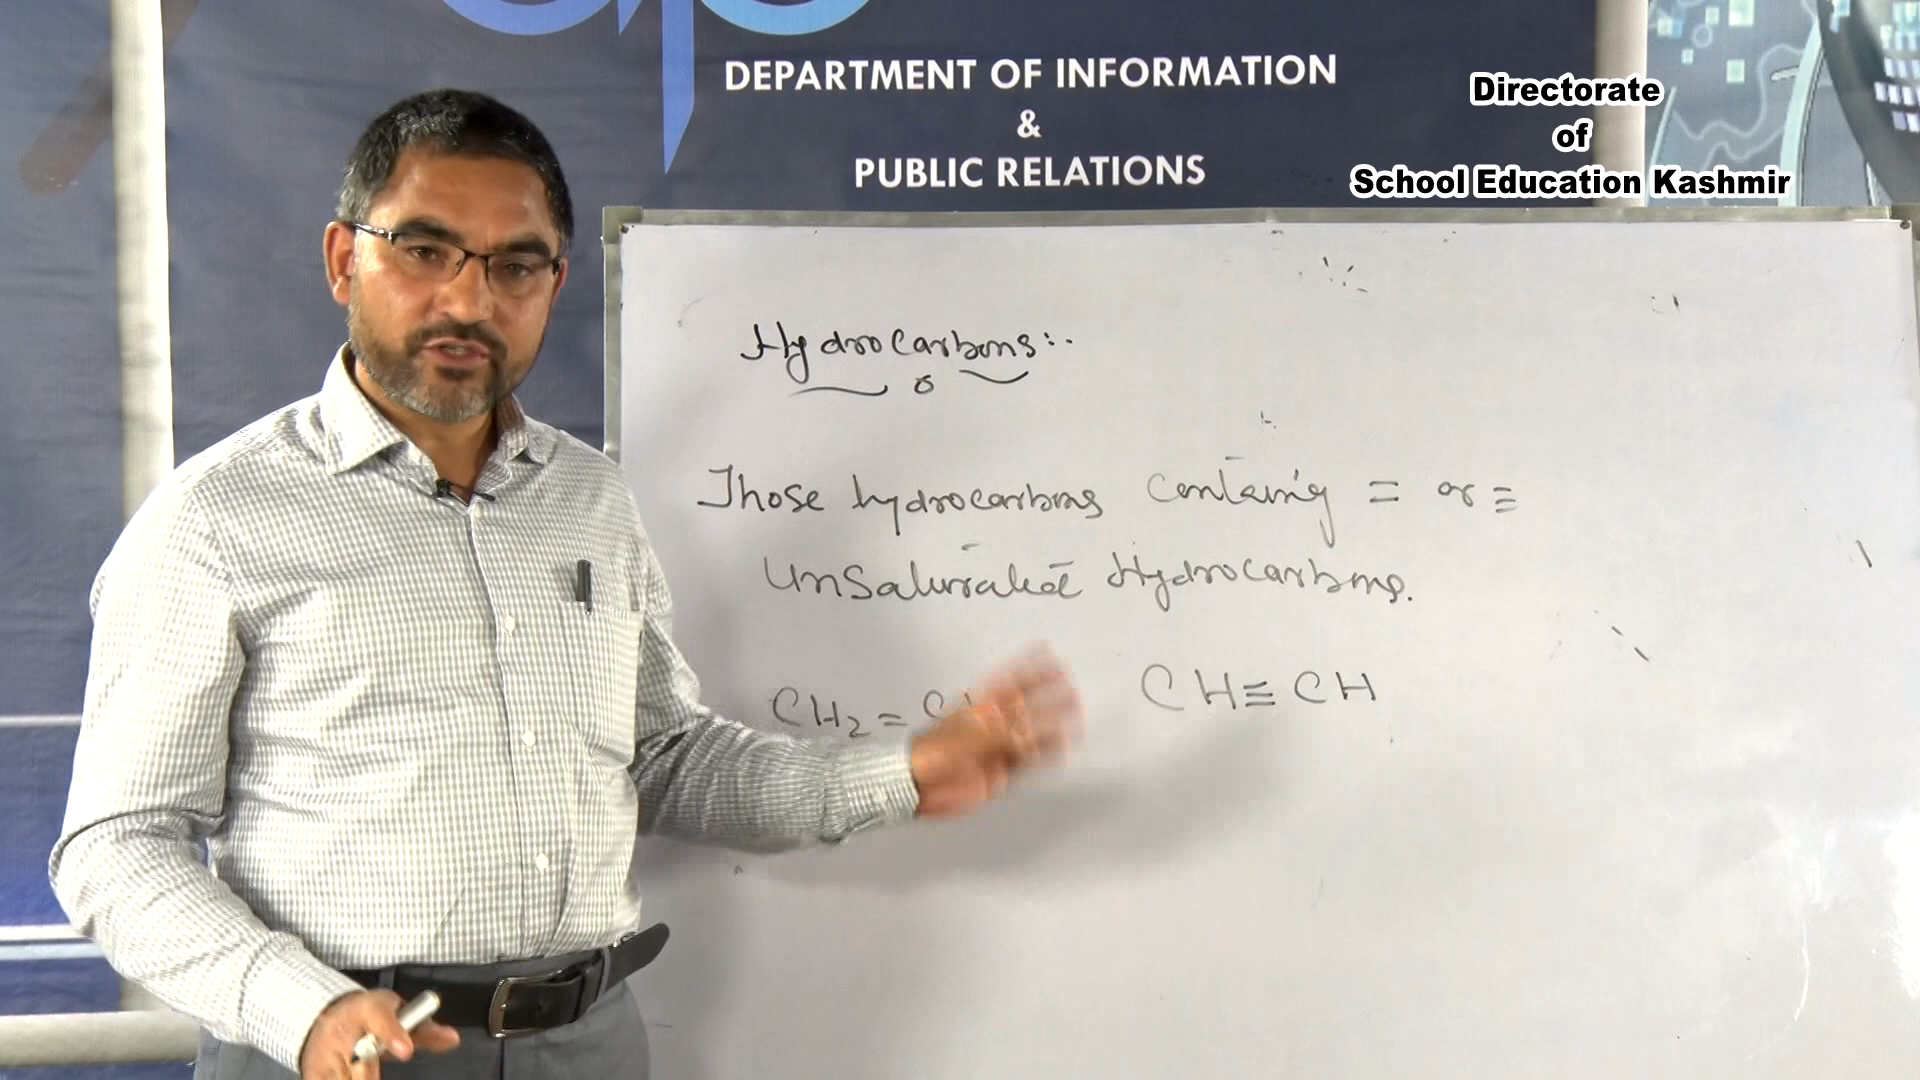 DEPARTMENT OF INFORMATION
&
PUBLIC RELATIONS
Directorate
of
School Education Kashmir
Hydrocarbons:.
Those hydrocarbons containing = or ≡
Unsaturated Hydrocarbons.
CH₂ = C
CH ≡ CH